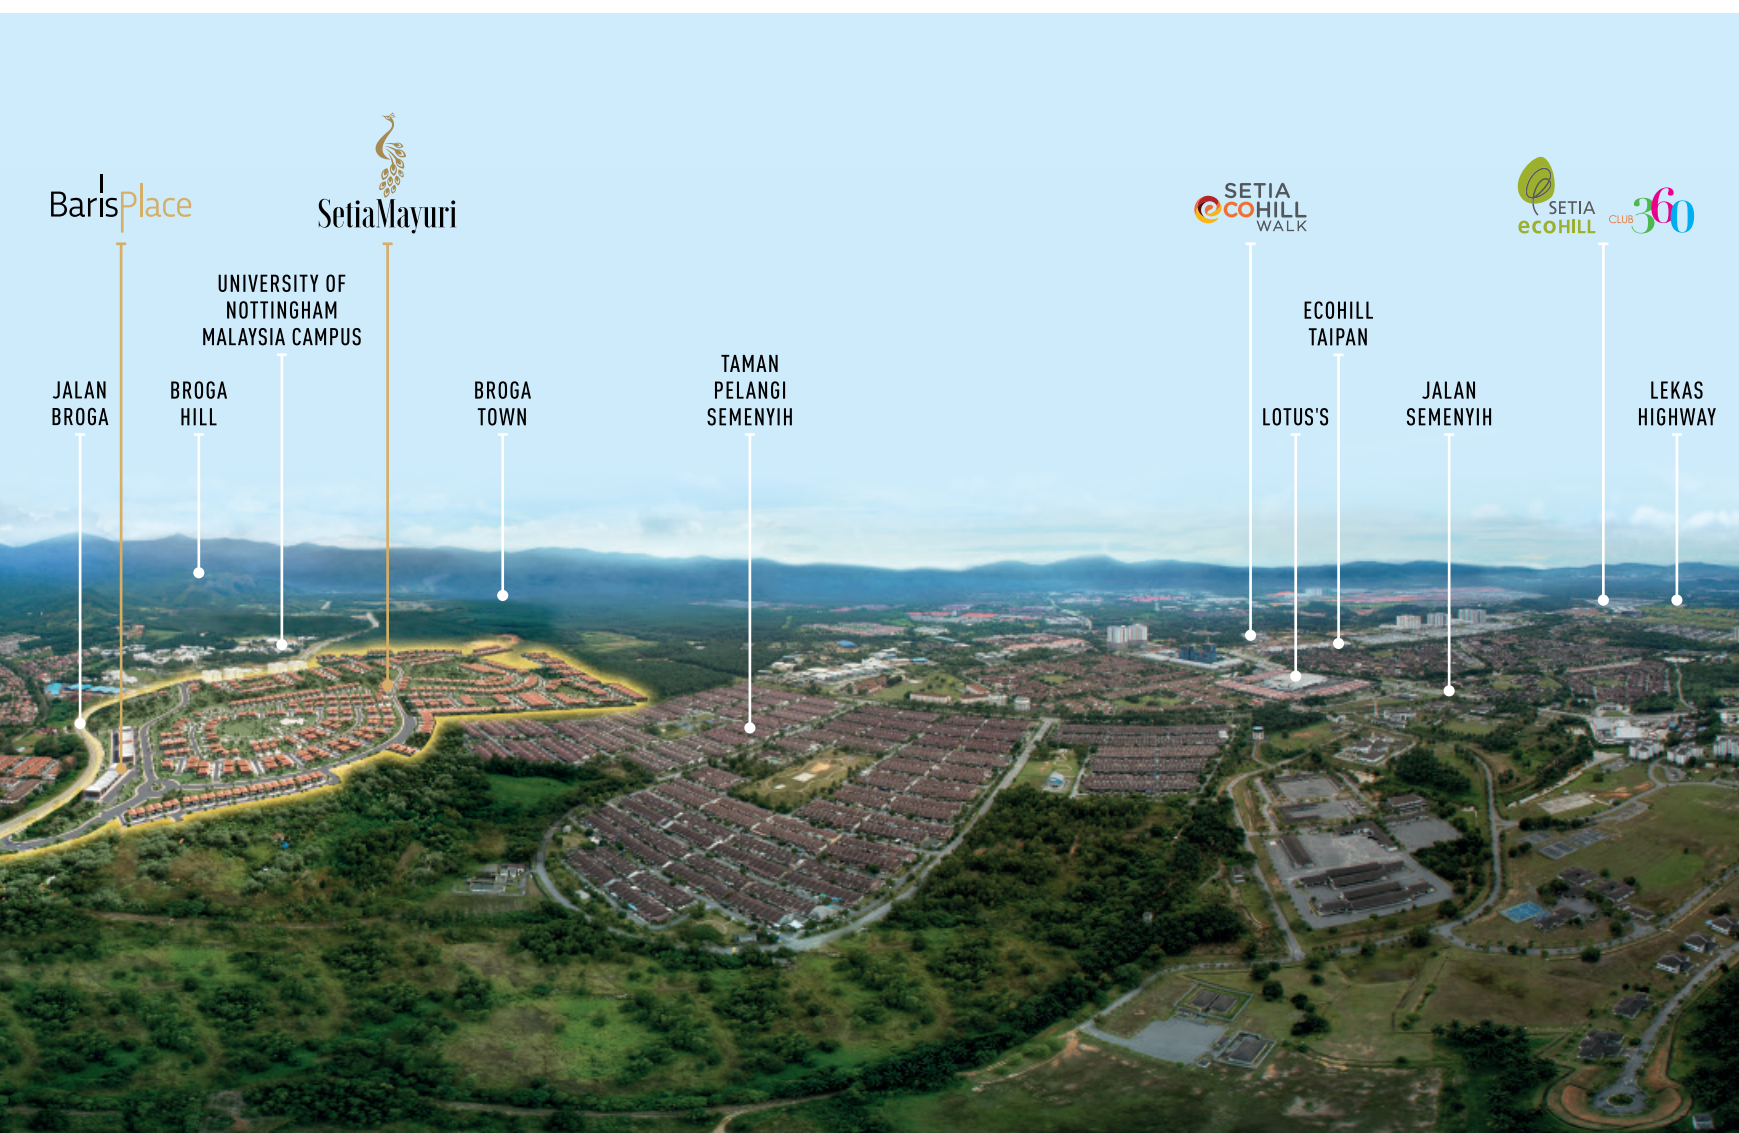 BarisPlace
SetiaMayuri
SETIA
ecoHILL
WALK
SETIA
ecoHILL
CLUB 360
UNIVERSITY OF
NOTTINGHAM
MALAYSIA CAMPUS
JALAN
BROGA
BROGA
HILL
BROGA
TOWN
TAMAN
PELANGI
SEMENYIH
LOTUS'S
ECOHILL
TAIPAN
JALAN
SEMENYIH
LEKAS
HIGHWAY